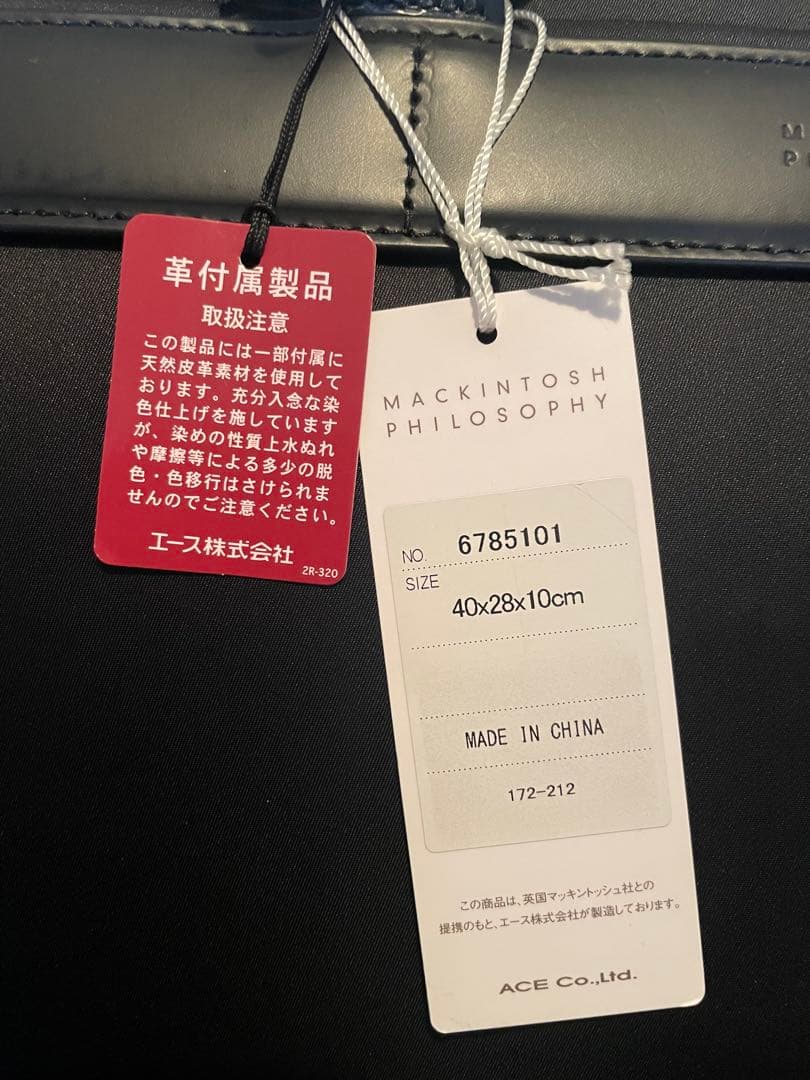 革付属製品
取扱注意
この製品には一部付属に
天然皮革素材を使用して
おります。充分入念な染
色仕上げを施しています
が、染めの性質上水ぬれ
や摩擦等による多少の脱
色・色移行はさけられま
せんのでご注意ください。
エース株式会社
2R-320
MACKINTOSH
PHILOSOPHY
NO. 6785101
SIZE
40x28x10cm
MADE IN CHINA
172-212
この商品は、英国マッキントッシュ社との
提携のもと、エース株式会社が製造しております。
ACE Co.,Ltd.
M
P